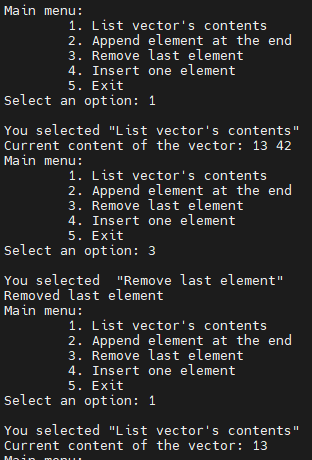 Main menu:
1. List vector's contents
2. Append element at the end
3. Remove last element
4. Insert one element
5. Exit
Select an option: 1
You selected "List vector's contents"
Current content of the vector: 13 42
Main menu:
1. List vector's contents
2. Append element at the end
3. Remove last element
4. Insert one element
5. Exit
Select an option: 3
You selected  "Remove last element"
Removed last element
Main menu:
1. List vector's contents
2. Append element at the end
3. Remove last element
4. Insert one element
5. Exit
Select an option: 1
You selected "List vector's contents"
Current content of the vector: 13
Main menu: